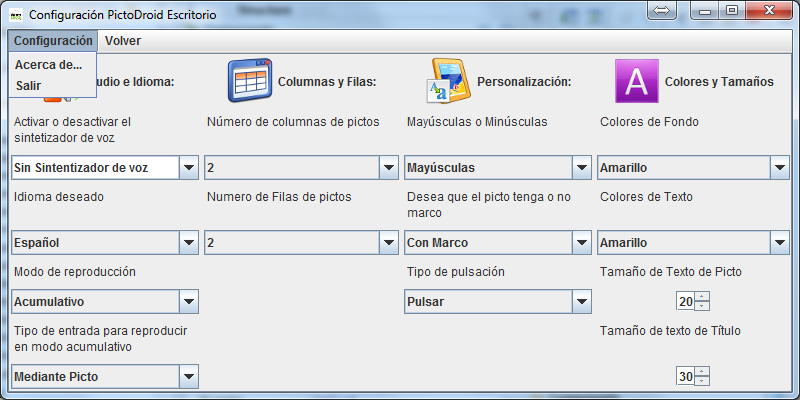 Configuración PictoDroid Escritorio
Configuración Volver
Acerca de...
Salir
udio e Idioma:
Activar o desactivar el
sintetizador de voz
Sin Sintentizador de voz
Idioma deseado
Español
Modo de reproducción
Acumulativo
Tipo de entrada para reproducir
en modo acumulativo
Mediante Picto
Columnas y Filas:
Número de columnas de pictos
2
Numero de Filas de pictos
2
Personalización:
Mayúsculas o Minúsculas
Mayúsculas
Desea que el picto tenga o no
marco
Con Marco
Tipo de pulsación
Pulsar
A
Colores y Tamaños
Colores de Fondo
Amarillo
Colores de Texto
Amarillo
Tamaño de Texto de Picto
20
Tamaño de texto de Título
30